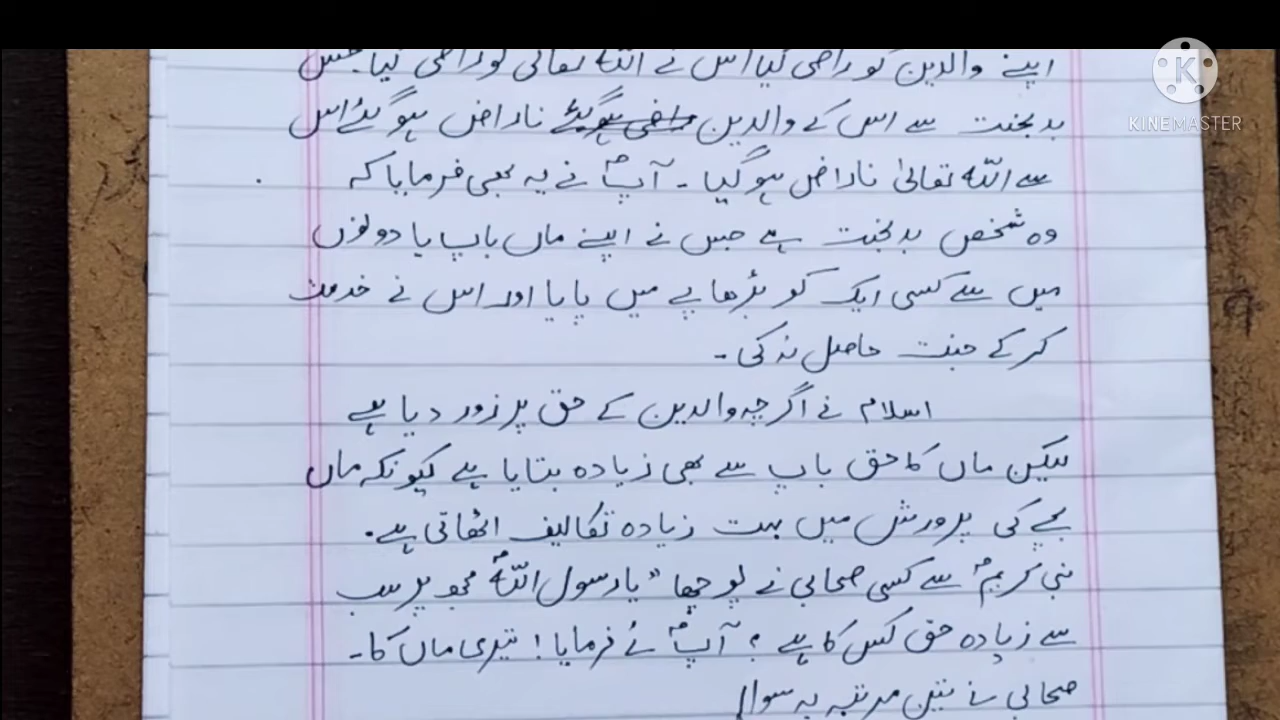 اپنے والدین کو راضی کیا اس نے اللہ تعالی کو راضی کیا. جس
بدبخت سے اس کے والدین راضی ہوگئے ناراض ہو گئے اس
سے اللہ تعالیٰ ناراض ہو گیا ۔ آپؐ نے یہ بھی فرمایا کہ
وہ شخص بدبخت ہے جس نے اپنے ماں باپ یا دونوں
میں سے کسی ایک کو بڑھاپے میں پایا اور اس نے خدمت
کر کے جنت حاصل نہ کی ۔
اسلام نے اگرچہ والدین کے حق پر زور دیا ہے
لیکن ماں کا حق باپ سے بھی زیادہ بتایا ہے کیونکہ ماں
بچے کی پرورش میں بہت زیادہ تکالیف اٹھاتی ہے.
نبی کریمؐ سے کسی صحابی نے پوچھا "یا رسول اللہؐ مجھ پر سب
سے زیادہ حق کس کا ہے ؟ آپؐ نے فرمایا ! تیری ماں کا ۔
صحابی نے تین مرتبہ یہ سوال
KINEMASTER